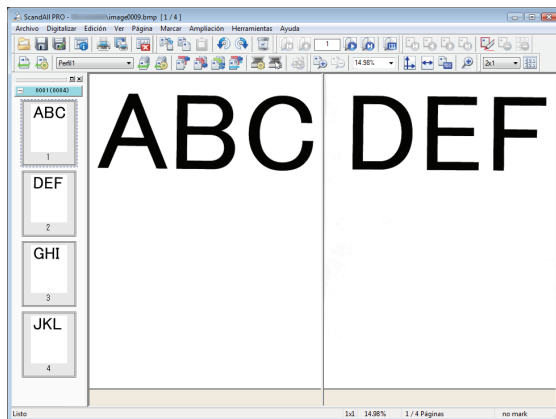 ScandAll PRO - \image0009.bmp [ 1 / 4 ]
Archivo Digitalizar Edición Ver Página Marcar Ampliación Herramientas Ayuda
1
Perfil1 14.98% 2x1
0001(0004)
ABC
1
DEF
2
GHI
3
JKL
4
ABC DEF
Listo 1x1 14.98% 1 / 4 Páginas no mark